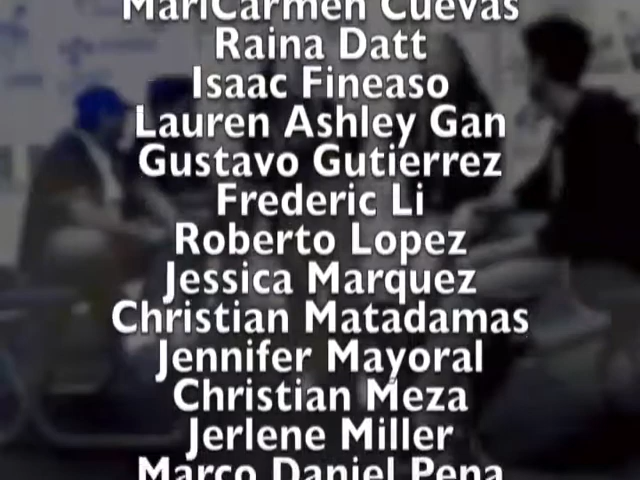 MariCarmen Cuevas
Raina Datt
Isaac Fineaso
Lauren Ashley Gan
Gustavo Gutierrez
Frederic Li
Roberto Lopez
Jessica Marquez
Christian Matadamas
Jennifer Mayoral
Christian Meza
Jerlene Miller
Marco Daniel Pena